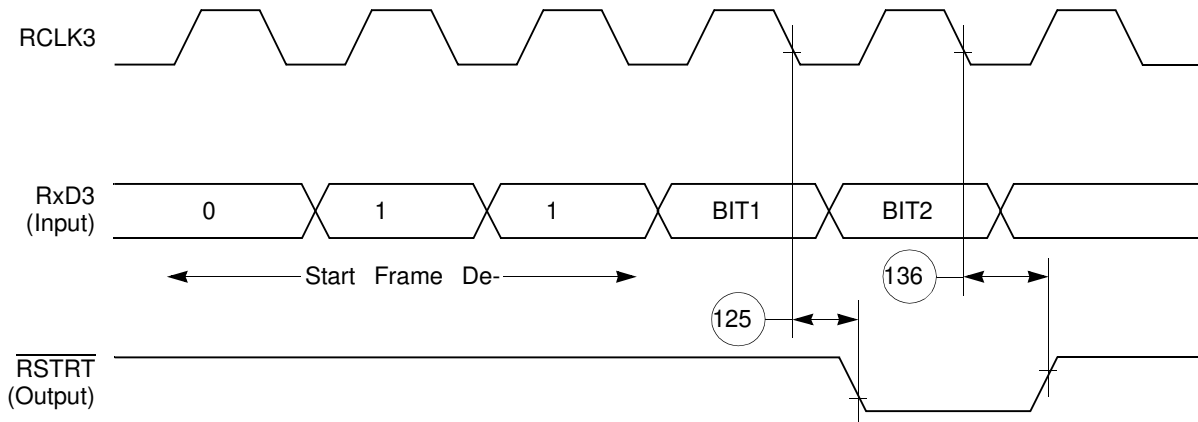 RCLK3
RxD3
(Input)
0 1 1 BIT1 BIT2
Start Frame De-
136
125
RSTRT
(Output)